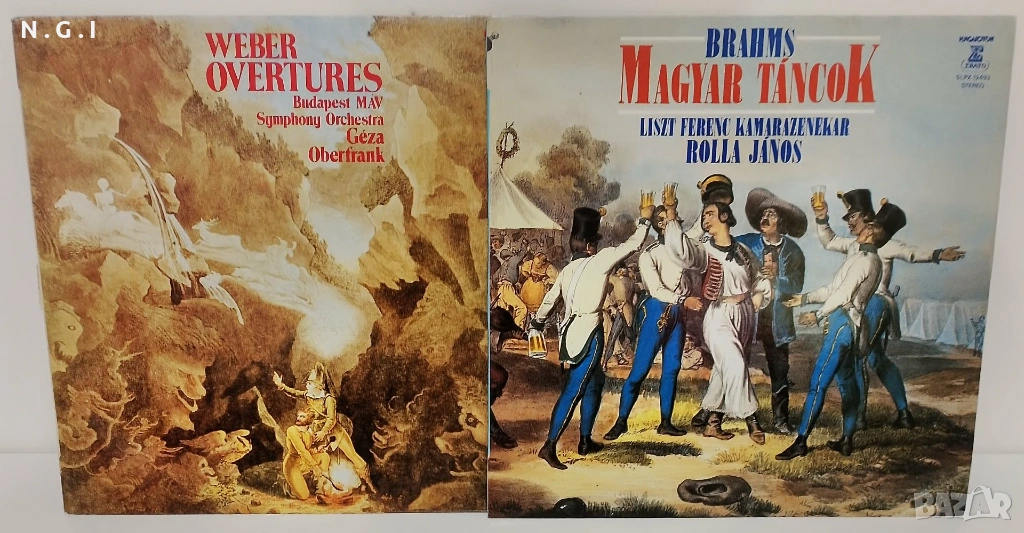 N.G.I
WEBER
OVERTURES
Budapest MÁV
Symphony Orchestra
Géza
Oberfrank
BRAHMS
MAGYAR TÁNCOK
LISZT FERENC KAMARAZENEKAR
ROLLA JÁNOS
HUNGAROTON
ERATO
STEREO
BAZAR